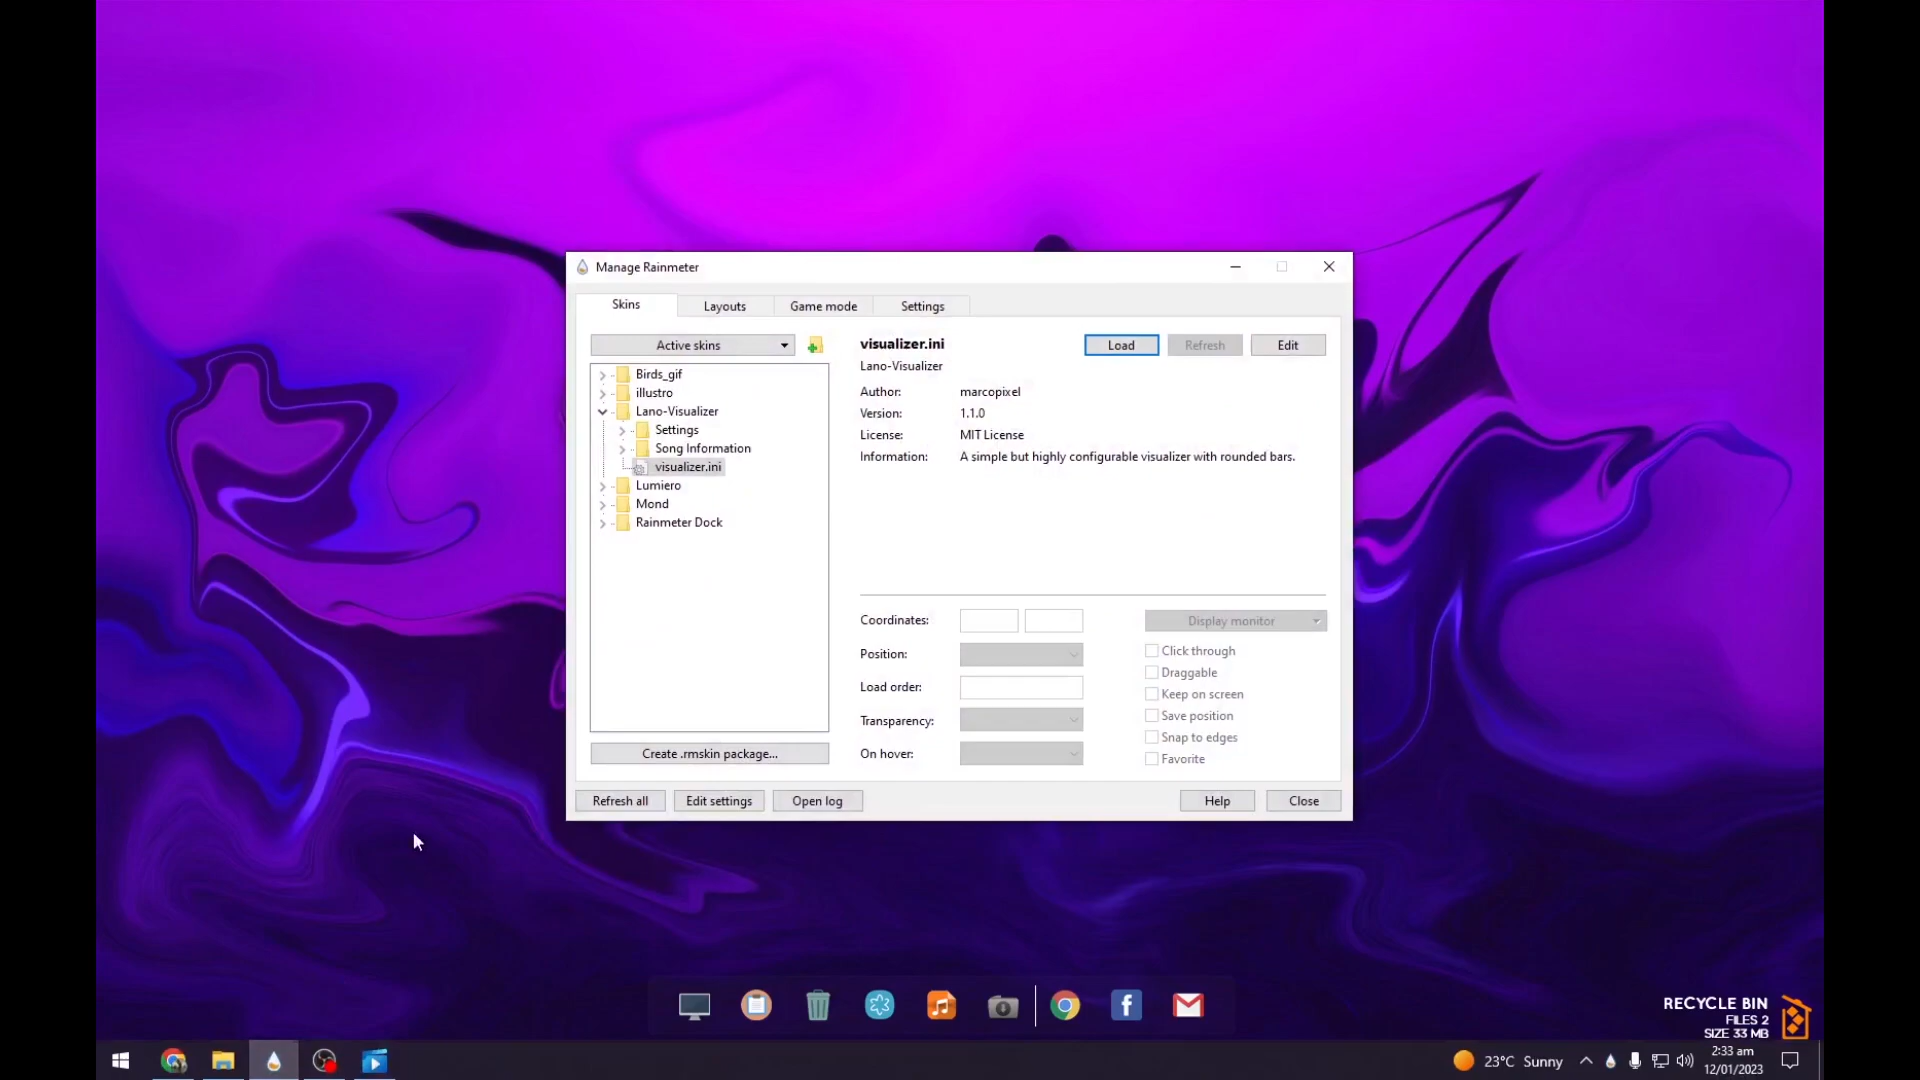 Manage Rainmeter
Skins
Layouts
Game mode
Settings
Active skins
Birds_gif
illustro
Lano-Visualizer
Settings
Song Information
visualizer.ini
Lumiero
Mond
Rainmeter Dock
Create .rmskin package...
visualizer.ini
Load
Refresh
Edit
Lano-Visualizer
Author: marcopixel
Version: 1.1.0
License: MIT License
Information: A simple but highly configurable visualizer with rounded bars.
Coordinates:
Position:
Load order:
Transparency:
On hover:
Display monitor
Click through
Draggable
Keep on screen
Save position
Snap to edges
Favorite
Refresh all
Edit settings
Open log
Help
Close
RECYCLE BIN
FILES 2
SIZE 33 MB
23°C Sunny
2:33 am
12/01/2023